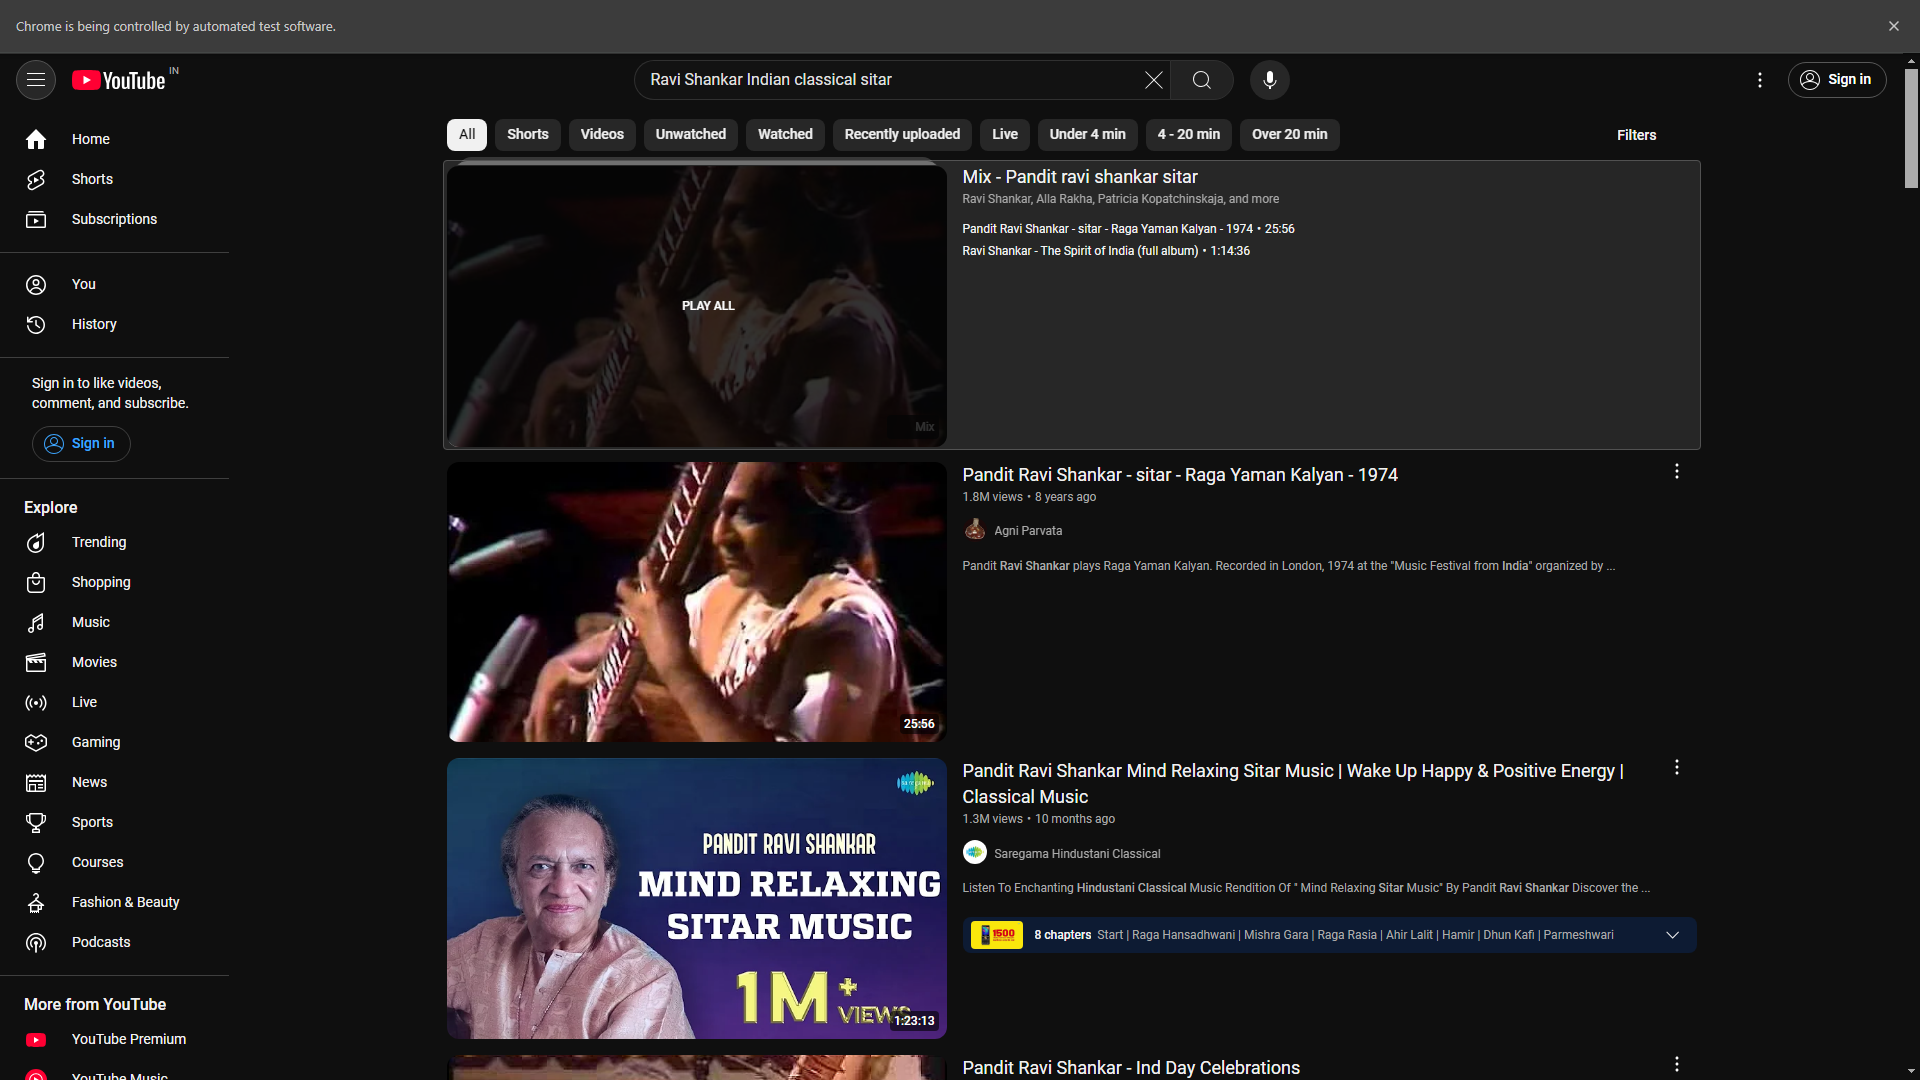 Chrome is being controlled by automated test software.
YouTube IN
Ravi Shankar Indian classical sitar
Sign in
Home
Shorts
Subscriptions
You
History
Sign in to like videos,
comment, and subscribe.
Sign in
Explore
Trending
Shopping
Music
Movies
Live
Gaming
News
Sports
Courses
Fashion & Beauty
Podcasts
More from YouTube
YouTube Premium
YouTube Music
All Shorts Videos Unwatched Watched Recently uploaded Live Under 4 min 4 - 20 min Over 20 min Filters
PLAY ALL
Mix
Mix - Pandit ravi shankar sitar
Ravi Shankar, Alla Rakha, Patricia Kopatchinskaja, and more
Pandit Ravi Shankar - sitar - Raga Yaman Kalyan - 1974 • 25:56
Ravi Shankar - The Spirit of India (full album) • 1:14:36
25:56
Pandit Ravi Shankar - sitar - Raga Yaman Kalyan - 1974
1.8M views • 8 years ago
Agni Parvata
Pandit Ravi Shankar plays Raga Yaman Kalyan. Recorded in London, 1974 at the "Music Festival from India" organized by ...
PANDIT RAVI SHANKAR
MIND RELAXING
SITAR MUSIC
1M+
VIEWS
1:23:13
Pandit Ravi Shankar Mind Relaxing Sitar Music | Wake Up Happy & Positive Energy |
Classical Music
1.3M views • 10 months ago
Saregama Hindustani Classical
Listen To Enchanting Hindustani Classical Music Rendition Of " Mind Relaxing Sitar Music" By Pandit Ravi Shankar Discover the ...
1500
8 chapters Start | Raga Hansadhwani | Mishra Gara | Raga Rasia | Ahir Lalit | Hamir | Dhun Kafi | Parmeshwari
Pandit Ravi Shankar - Ind Day Celebrations